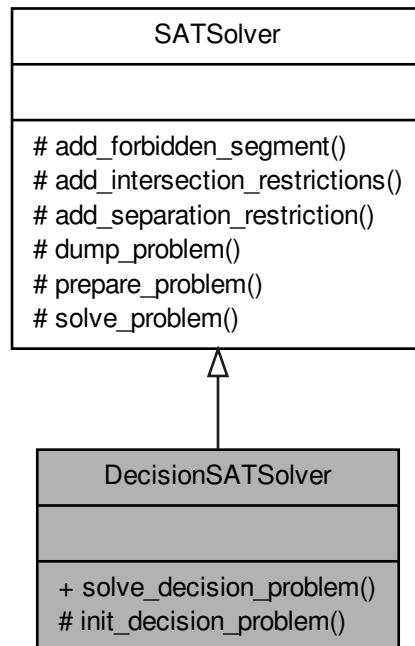 SATSolver
# add_forbidden_segment()
# add_intersection_restrictions()
# add_separation_restriction()
# dump_problem()
# prepare_problem()
# solve_problem()
DecisionSATSolver
+ solve_decision_problem()
# init_decision_problem()